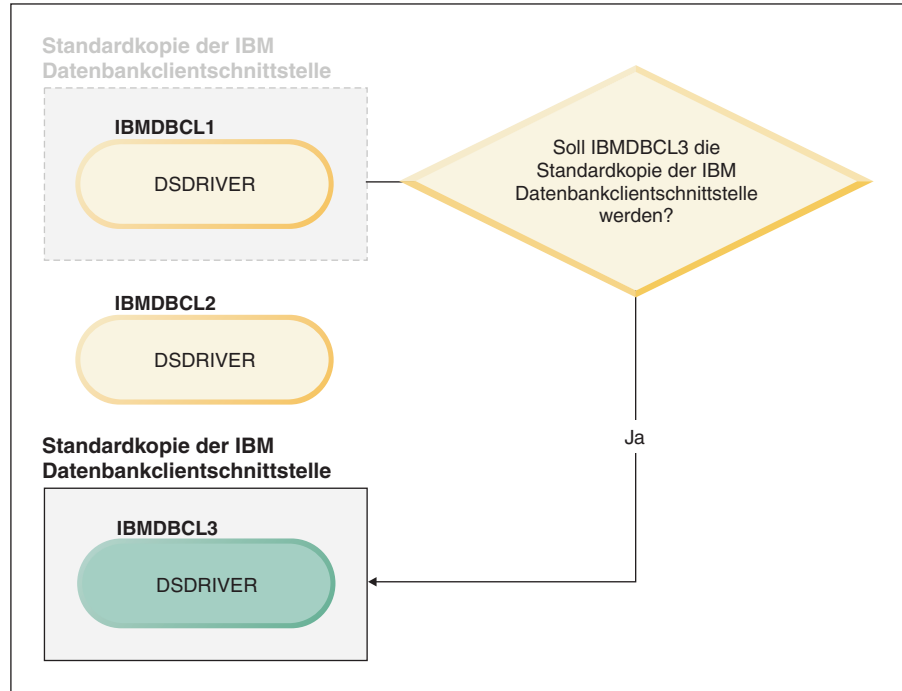 Standardkopie der IBM
Datenbankclientschnittstelle
IBMDBCL1
DSDRIVER
Soll IBMDBCL3 die
Standardkopie der IBM
Datenbankclientschnittstelle
werden?
IBMDBCL2
DSDRIVER
Ja
Standardkopie der IBM
Datenbankclientschnittstelle
IBMDBCL3
DSDRIVER